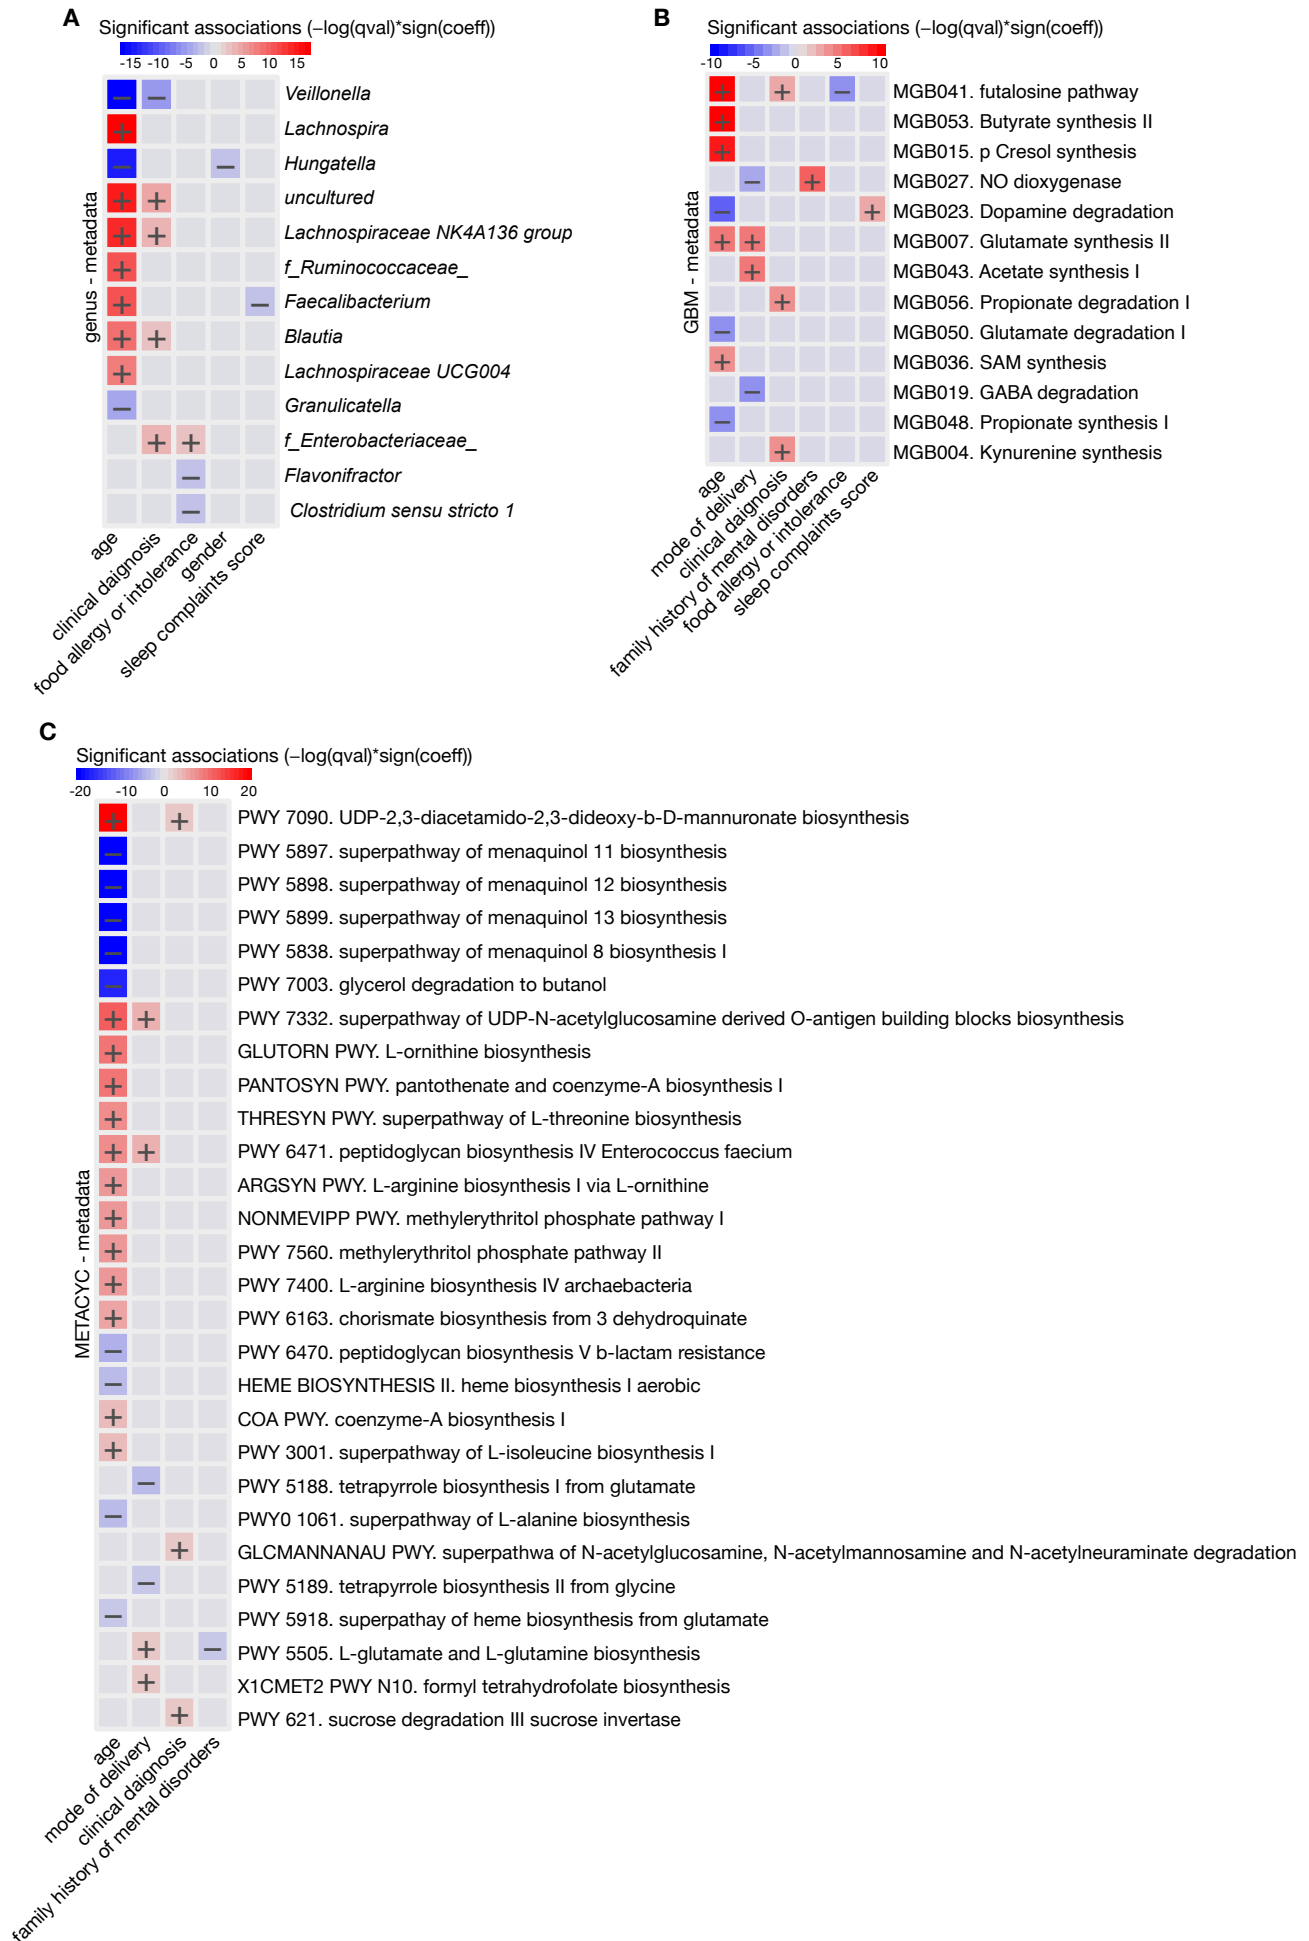 A
Significant associations (−log(qval)*sign(coeff))
-15 -10 -5 0 5 10 15
genus - metadata
Veillonella
Lachnospira
Hungatella
uncultured
Lachnospiraceae NK4A136 group
f_Ruminococcaceae_
Faecalibacterium
Blautia
Lachnospiraceae UCG004
Granulicatella
f_Enterobacteriaceae_
Flavonifractor
Clostridium sensu stricto 1
age
clinical daignosis
food allergy or intolerance
gender
sleep complaints score
B
Significant associations (−log(qval)*sign(coeff))
-10 -5 0 5 10
GBM - metadata
MGB041. futalosine pathway
MGB053. Butyrate synthesis II
MGB015. p Cresol synthesis
MGB027. NO dioxygenase
MGB023. Dopamine degradation
MGB007. Glutamate synthesis II
MGB043. Acetate synthesis I
MGB056. Propionate degradation I
MGB050. Glutamate degradation I
MGB036. SAM synthesis
MGB019. GABA degradation
MGB048. Propionate synthesis I
MGB004. Kynurenine synthesis
age
mode of delivery
clinical daignosis
family history of mental disorders
food allergy or intolerance
sleep complaints score
C
Significant associations (−log(qval)*sign(coeff))
-20 -10 0 10 20
METACYC - metadata
PWY 7090. UDP-2,3-diacetamido-2,3-dideoxy-b-D-mannuronate biosynthesis
PWY 5897. superpathway of menaquinol 11 biosynthesis
PWY 5898. superpathway of menaquinol 12 biosynthesis
PWY 5899. superpathway of menaquinol 13 biosynthesis
PWY 5838. superpathway of menaquinol 8 biosynthesis I
PWY 7003. glycerol degradation to butanol
PWY 7332. superpathway of UDP-N-acetylglucosamine derived O-antigen building blocks biosynthesis
GLUTORN PWY. L-ornithine biosynthesis
PANTOSYN PWY. pantothenate and coenzyme-A biosynthesis I
THRESYN PWY. superpathway of L-threonine biosynthesis
PWY 6471. peptidoglycan biosynthesis IV Enterococcus faecium
ARGSYN PWY. L-arginine biosynthesis I via L-ornithine
NONMEVIPP PWY. methylerythritol phosphate pathway I
PWY 7560. methylerythritol phosphate pathway II
PWY 7400. L-arginine biosynthesis IV archaebacteria
PWY 6163. chorismate biosynthesis from 3 dehydroquinate
PWY 6470. peptidoglycan biosynthesis V b-lactam resistance
HEME BIOSYNTHESIS II. heme biosynthesis I aerobic
COA PWY. coenzyme-A biosynthesis I
PWY 3001. superpathway of L-isoleucine biosynthesis I
PWY 5188. tetrapyrrole biosynthesis I from glutamate
PWY0 1061. superpathway of L-alanine biosynthesis
GLCMANNANAU PWY. superpathwa of N-acetylglucosamine, N-acetylmannosamine and N-acetylneuraminate degradation
PWY 5189. tetrapyrrole biosynthesis II from glycine
PWY 5918. superpathay of heme biosynthesis from glutamate
PWY 5505. L-glutamate and L-glutamine biosynthesis
X1CMET2 PWY N10. formyl tetrahydrofolate biosynthesis
PWY 621. sucrose degradation III sucrose invertase
age
mode of delivery
clinical daignosis
family history of mental disorders